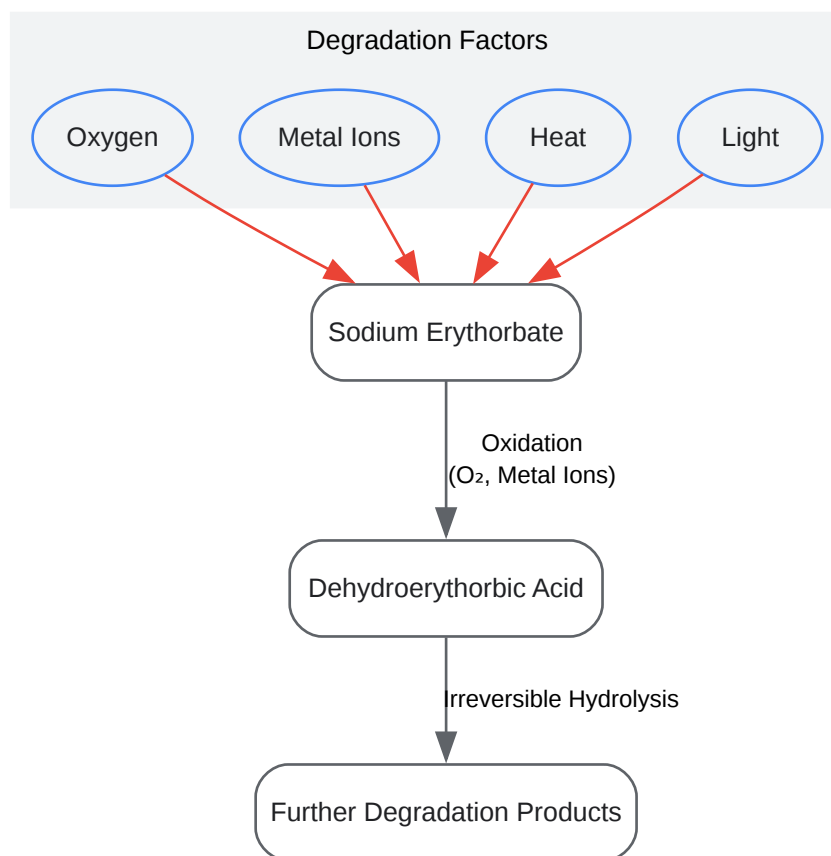 Degradation Factors
Oxygen
Metal Ions
Heat
Light
Sodium Erythorbate
Oxidation
(O₂, Metal Ions)
Dehydroerythorbic Acid
Irreversible Hydrolysis
Further Degradation Products